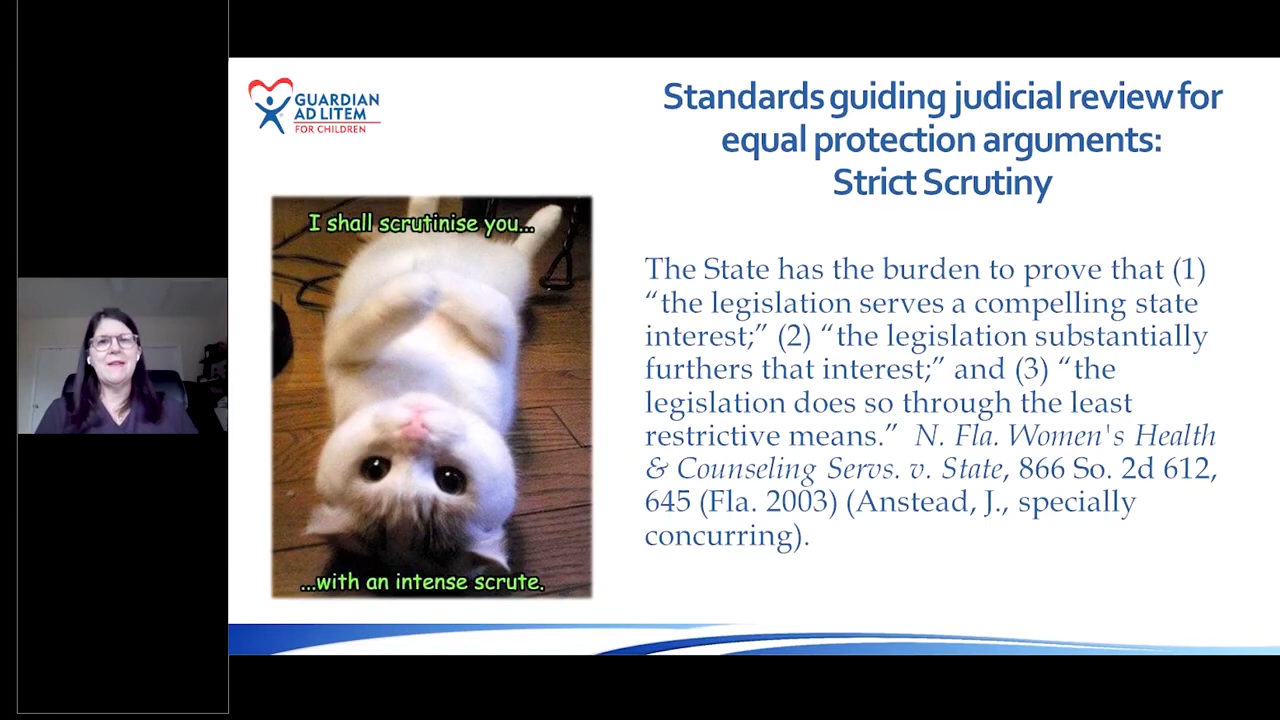 GUARDIAN
AD LITEM
FOR CHILDREN
Standards guiding judicial review for
equal protection arguments:
Strict Scrutiny
I shall scrutinise you...
...with an intense scrute.
The State has the burden to prove that (1)
“the legislation serves a compelling state
interest;” (2) “the legislation substantially
furthers that interest;” and (3) “the
legislation does so through the least
restrictive means.” N. Fla. Women's Health
& Counseling Servs. v. State, 866 So. 2d 612,
645 (Fla. 2003) (Anstead, J., specially
concurring).